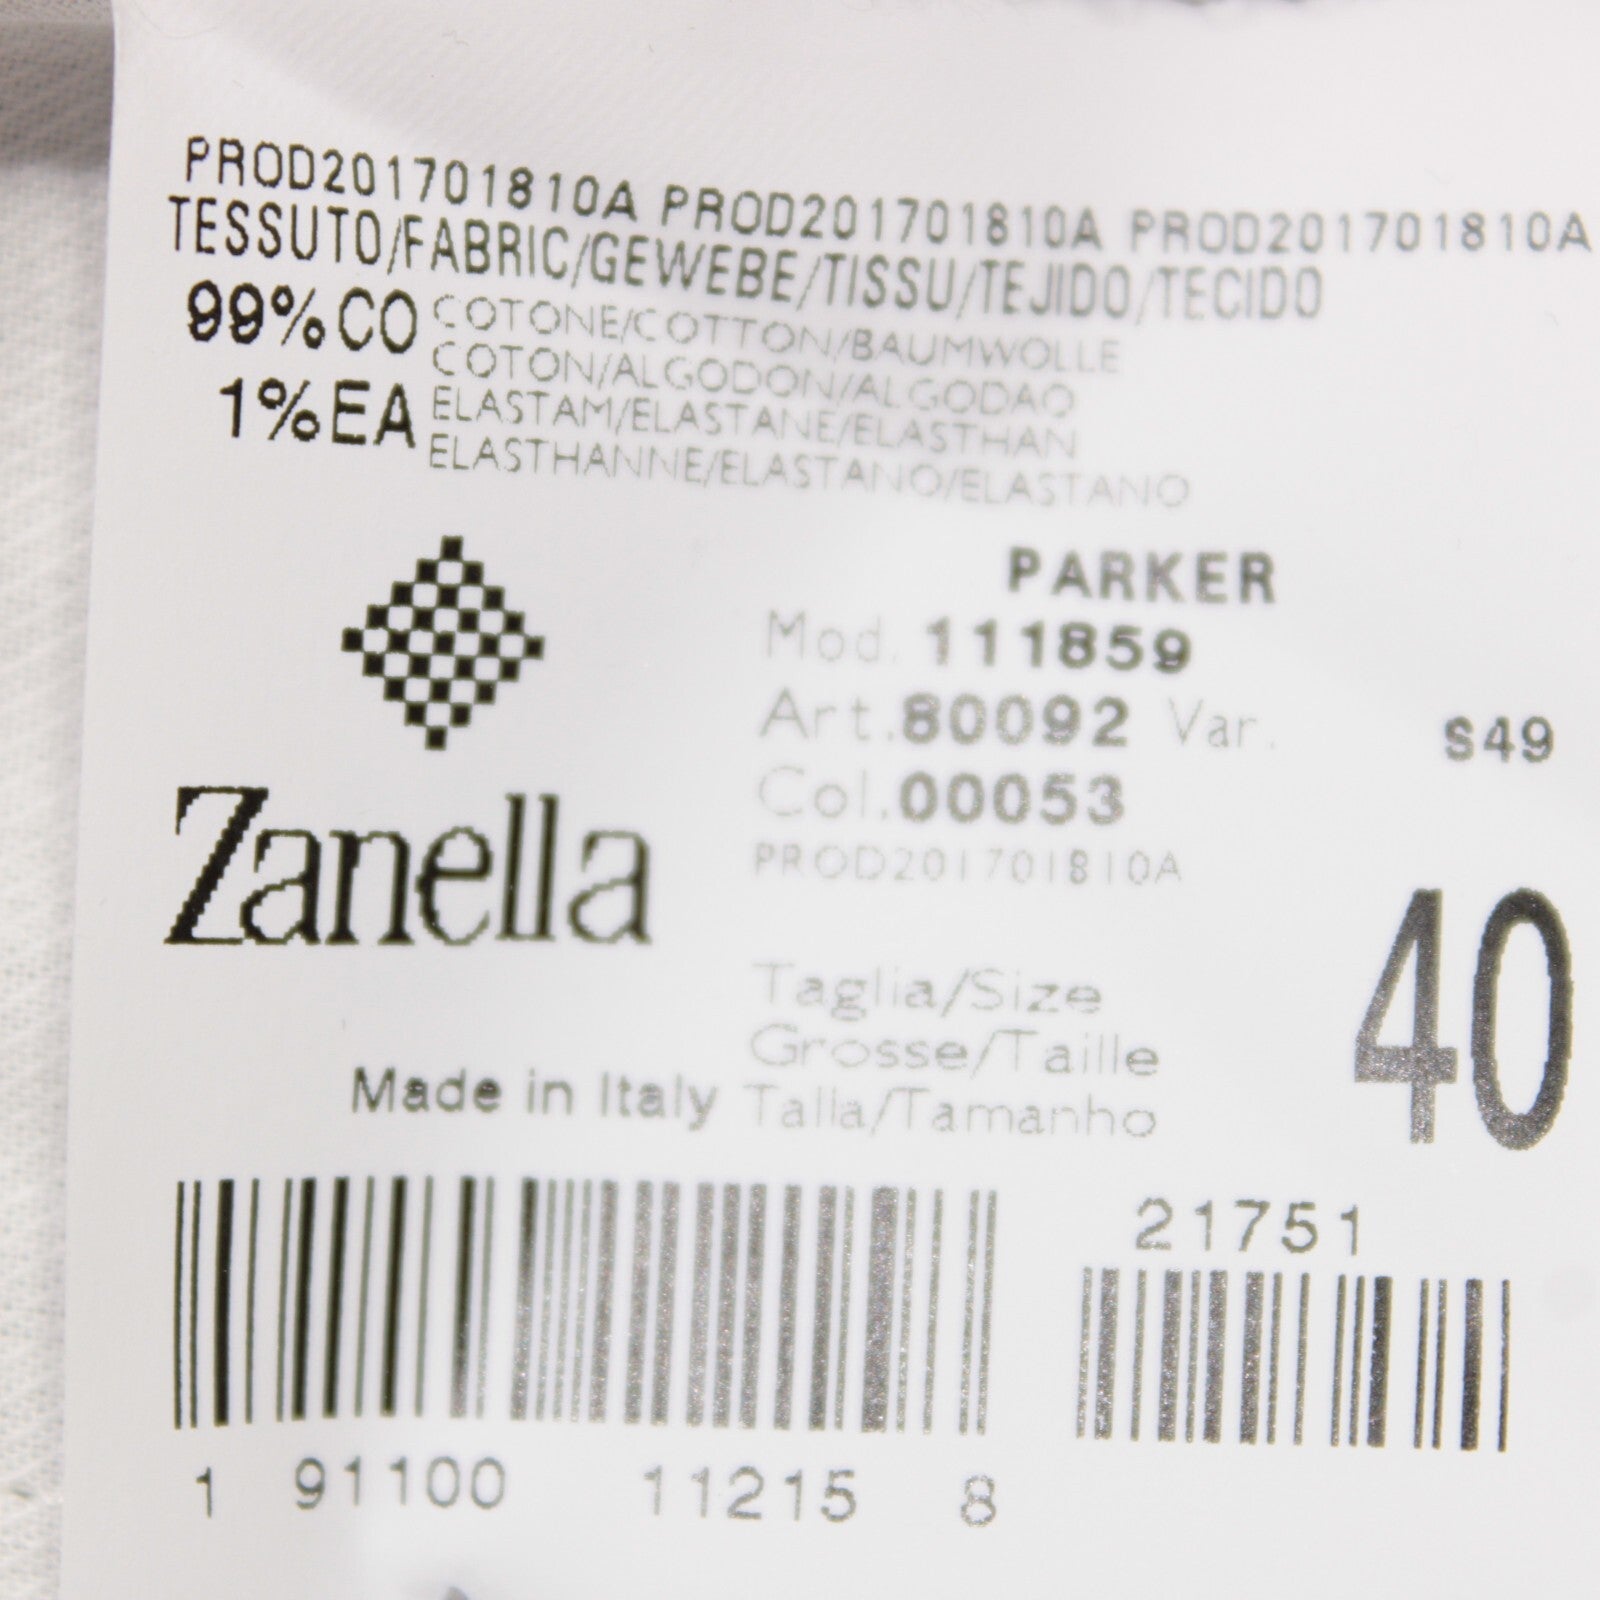 PROD201701810A PROD201701810A PROD201701810A
TESSUTO/FABRIC/GEWEBE/TISSU/TEJIDO/TECIDO
99%CO COTONE/COTTON/BAUMWOLLE
COTON/ALGODON/ALGODAO
1%EA ELASTAM/ELASTANE/ELASTHAN
ELASTHANNE/ELASTANO/ELASTANO
PARKER
Mod. 111859
Art.80092 Var. S49
Col.00053
PROD201701810A
Zanella
40
Taglia/Size
Grosse/Taille
Made in Italy Talla/Tamanho
21751
1 91100 11215 8